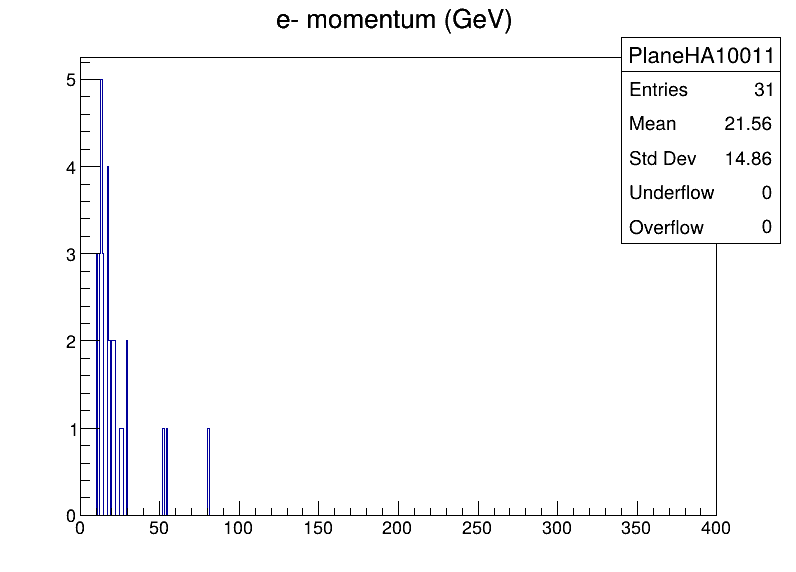 e- momentum (GeV)
PlaneHA10011
Entries 31
Mean 21.56
Std Dev 14.86
Underflow 0
Overflow 0
5
4
3
2
1
0
0 50 100 150 200 250 300 350 400